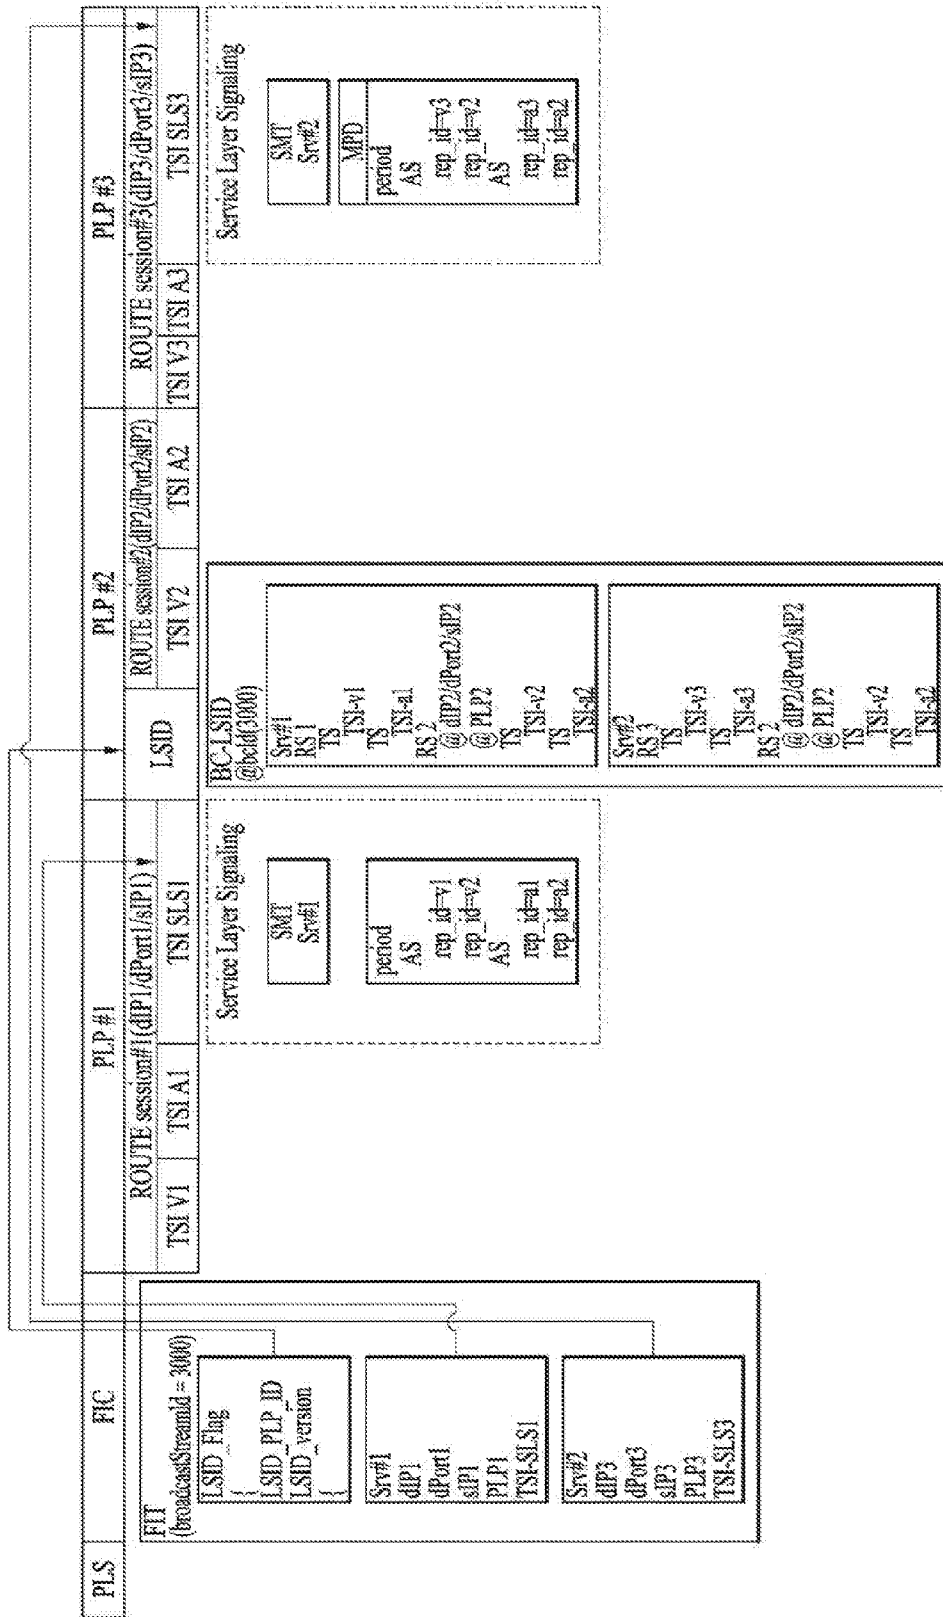 PLS
FIC
PLP #1
PLP #2
PLP #3
ROUTE session#1(dIP1/dPort1/sIP1)
LSID
ROUTE session#2(dIP2/dPort2/sIP2)
ROUTE session#3(dIP3/dPort3/sIP3)
TSI V1
TSI A1
TSI SLS1
TSI V2
TSI A2
TSI V3
TSI A3
TSI SLS3
FIT
(broadcastStreamId = 3000)
LSID_Flag
{
LSID_PLP_ID
LSID_version
{
Srv#1
dIP1
dPort1
sIP1
PLP1
TSI-SLS1
Srv#2
dIP3
dPort3
sIP3
PLP3
TSI-SLS3
Service Layer Signaling
SMT
Srv#1
period
AS
rep_id=v1
rep_id=v2
AS
rep_id=a1
rep_id=a2
BC-LSID
@bcId(3000)
Srv#1
RS 1
TS
TSI-v1
TS
TSI-a1
RS 2
@ dIP2/dPort2/sIP2
@ PLP2
TS
TSI-v2
TS
TSI-a2
Srv#2
RS 3
TS
TSI-v3
TS
TSI-a3
RS 2
@ dIP2/dPort2/sIP2
@ PLP2
TS
TSI-v2
TS
TSI-a2
Service Layer Signaling
SMT
Srv#2
MPD
period
AS
rep_id=v3
rep_id=v2
AS
rep_id=a3
rep_id=a2